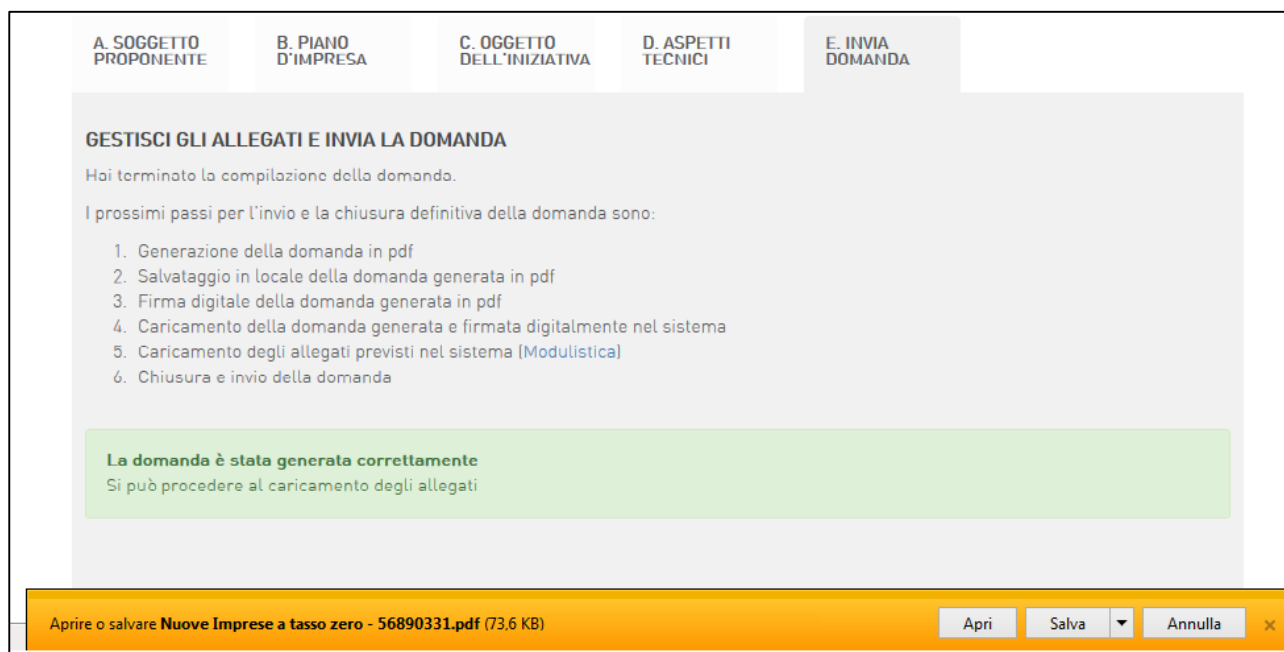 A. SOGGETTO PROPONENTE
B. PIANO D'IMPRESA
C. OGGETTO DELL'INIZIATIVA
D. ASPETTI TECNICI
E. INVIA DOMANDA
GESTISCI GLI ALLEGATI E INVIA LA DOMANDA
Hai terminato la compilazione della domanda.
I prossimi passi per l'invio e la chiusura definitiva della domanda sono:
1. Generazione della domanda in pdf
2. Salvataggio in locale della domanda generata in pdf
3. Firma digitale della domanda generata in pdf
4. Caricamento della domanda generata e firmata digitalmente nel sistema
5. Caricamento degli allegati previsti nel sistema (Modulistica)
6. Chiusura e invio della domanda
La domanda è stata generata correttamente
Si può procedere al caricamento degli allegati
Aprire o salvare Nuove Imprese a tasso zero - 56890331.pdf (73,6 KB)
Apri
Salva
Annulla